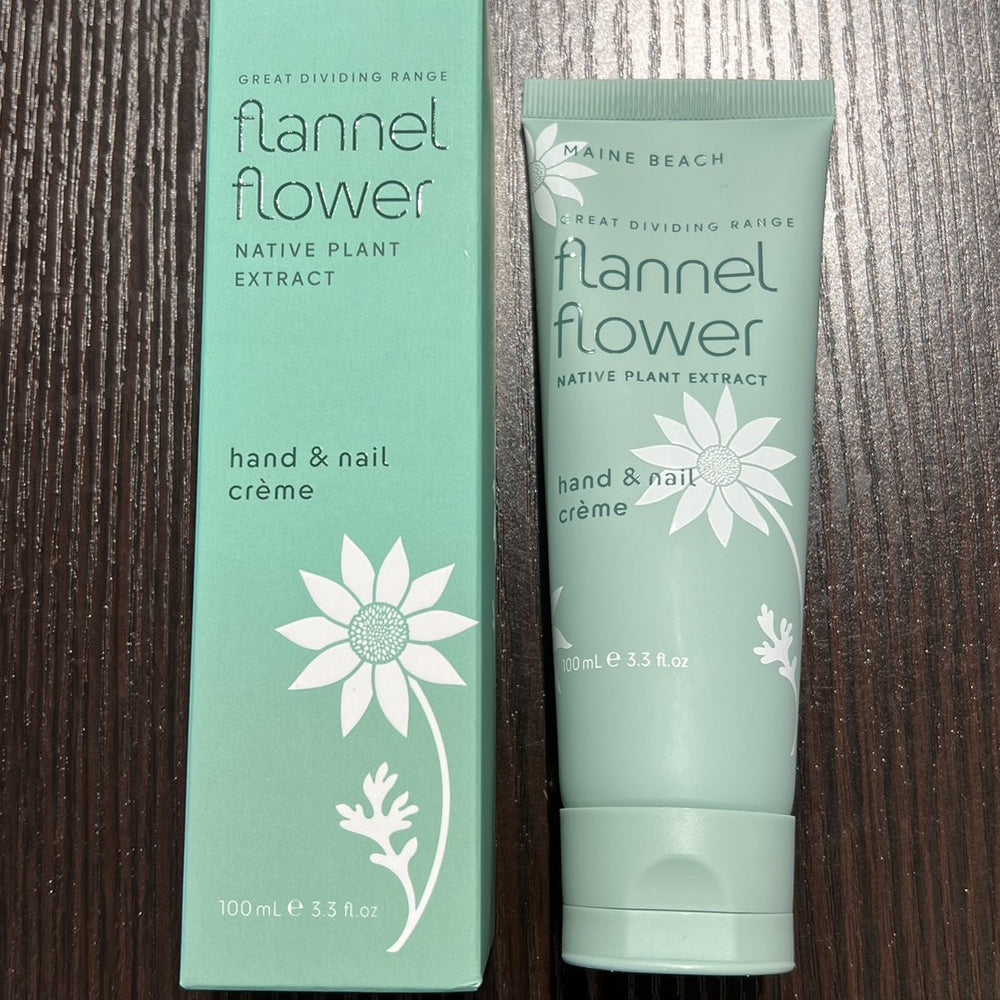 GREAT DIVIDING RANGE
flannel
flower
NATIVE PLANT
EXTRACT
hand & nail
crème
100 mL ℮ 3.3 fl.oz
MAINE BEACH
GREAT DIVIDING RANGE
flannel
flower
NATIVE PLANT EXTRACT
hand & nail
crème
100 mL ℮ 3.3 fl.oz